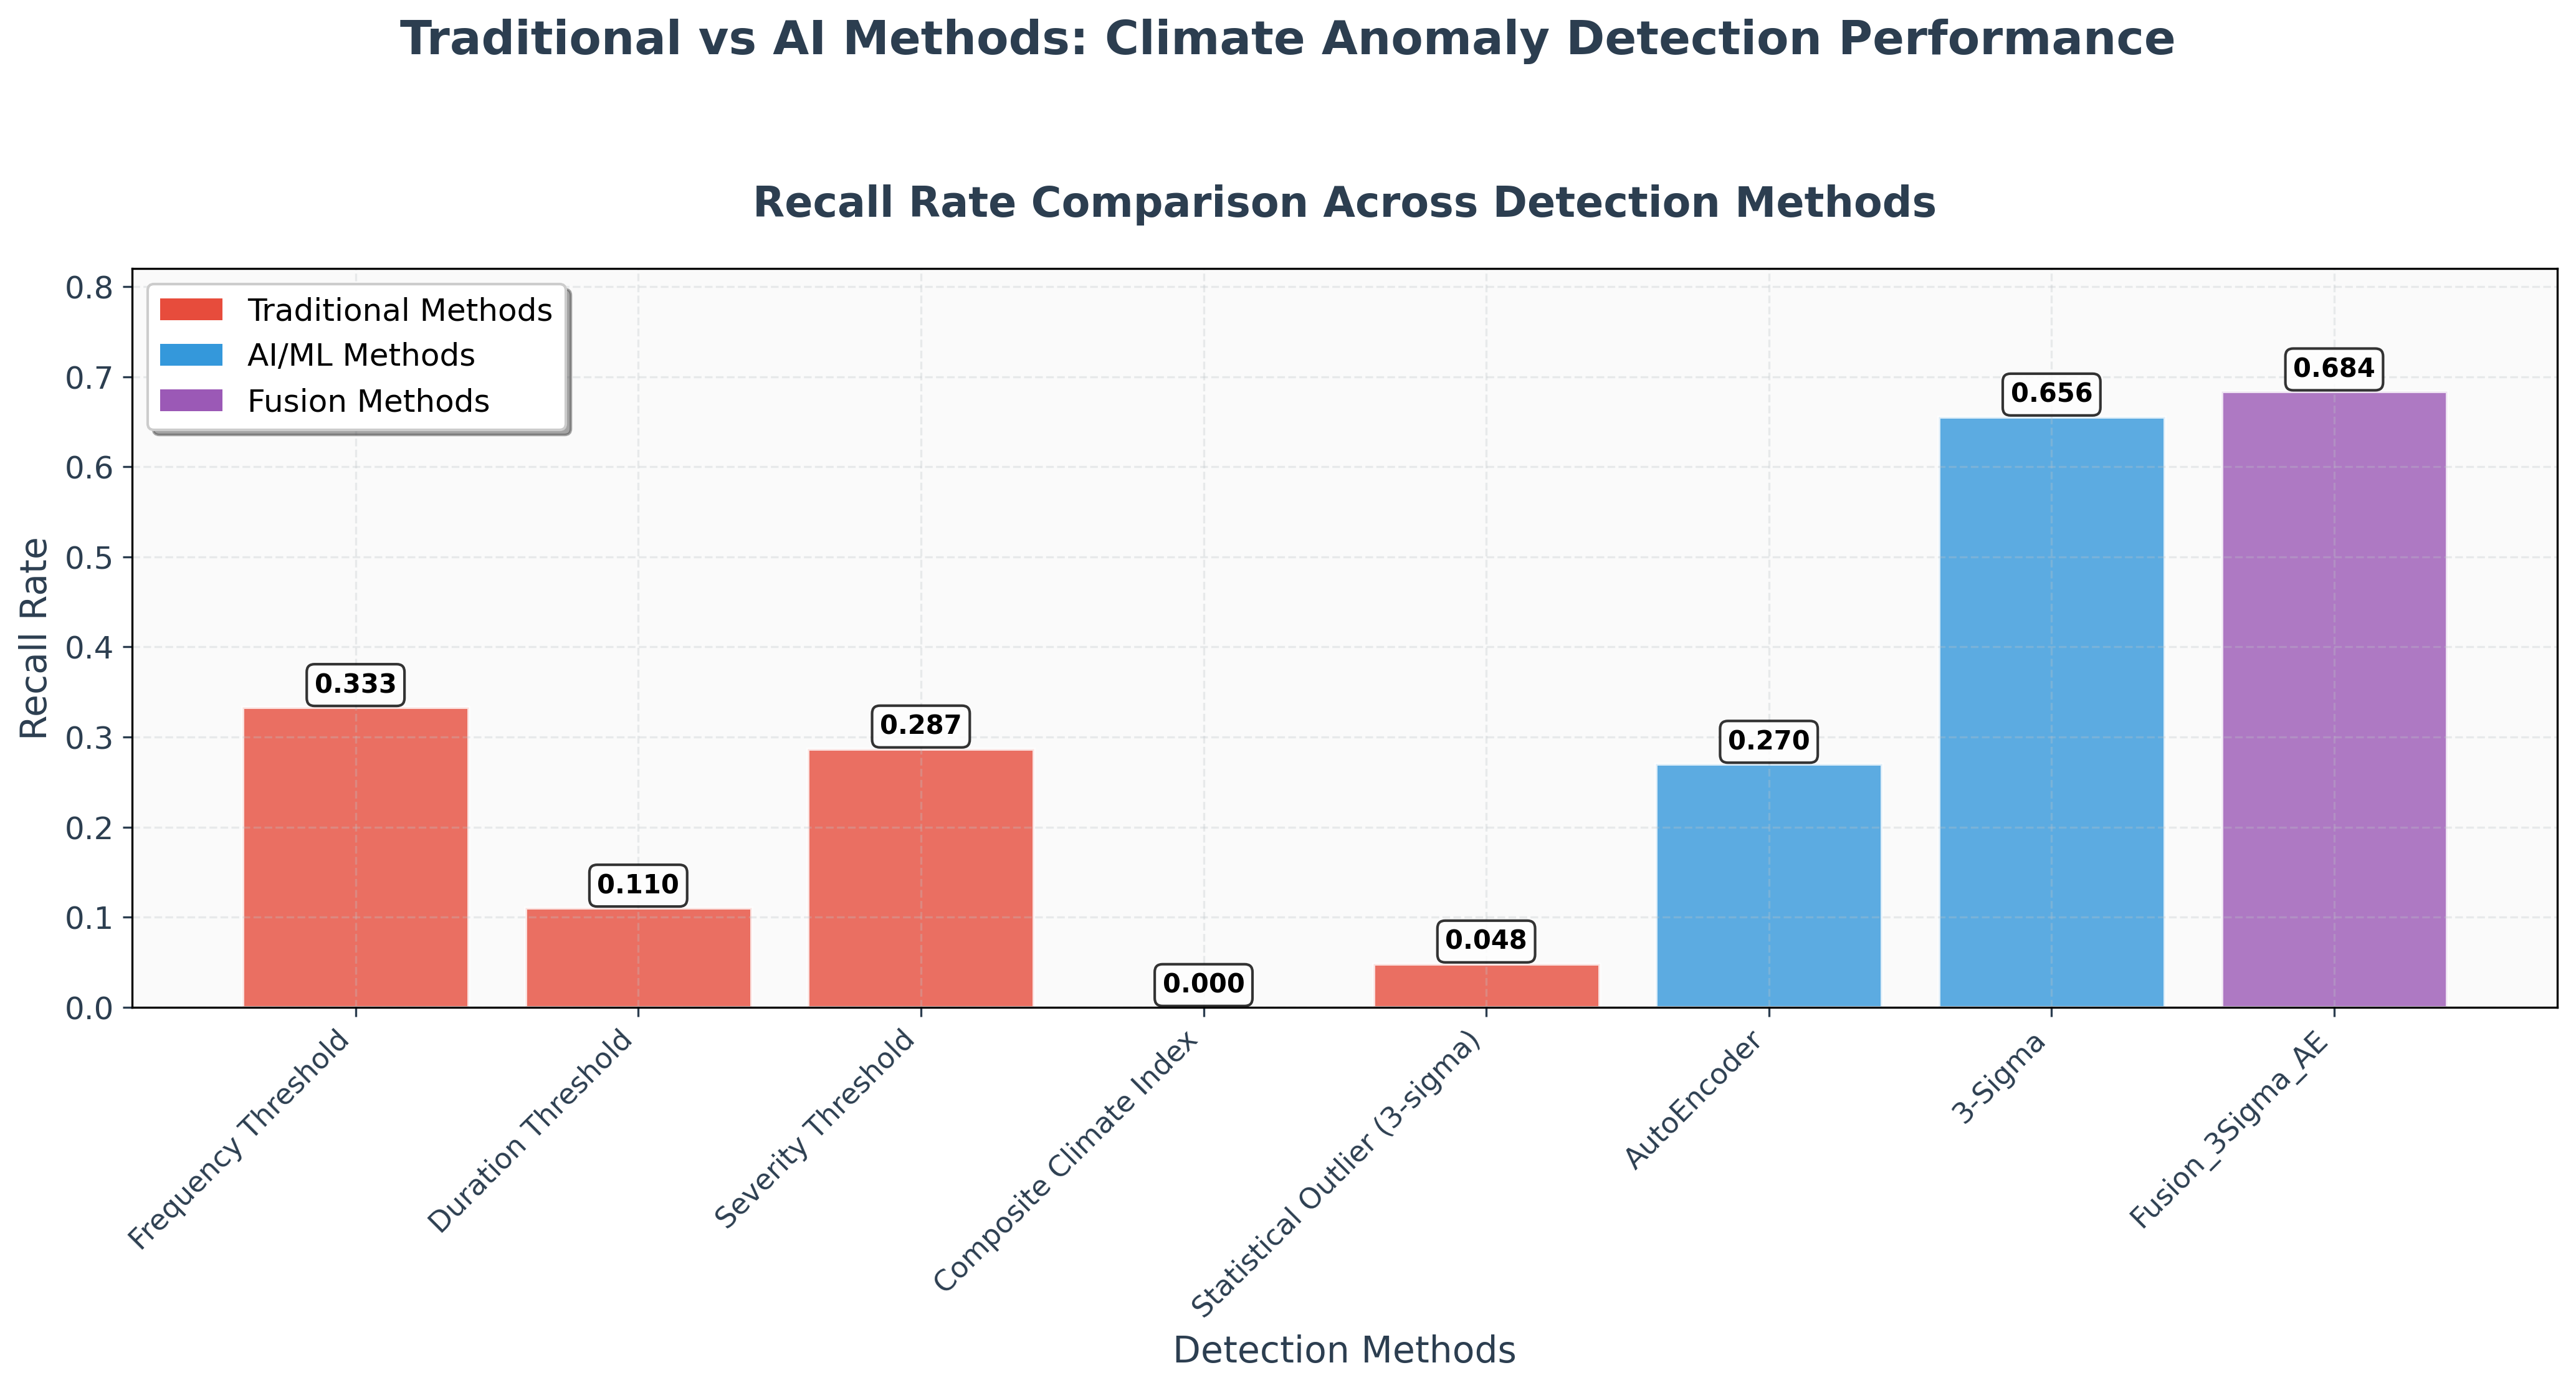 Traditional vs AI Methods: Climate Anomaly Detection Performance
Recall Rate Comparison Across Detection Methods
Traditional Methods
AI/ML Methods
Fusion Methods
Recall Rate
0.8
0.7
0.6
0.5
0.4
0.3
0.2
0.1
0.0
0.333
0.110
0.287
0.000
0.048
0.270
0.656
0.684
Frequency Threshold
Duration Threshold
Severity Threshold
Composite Climate Index
Statistical Outlier (3-sigma)
AutoEncoder
3-Sigma
Fusion_3Sigma_AE
Detection Methods